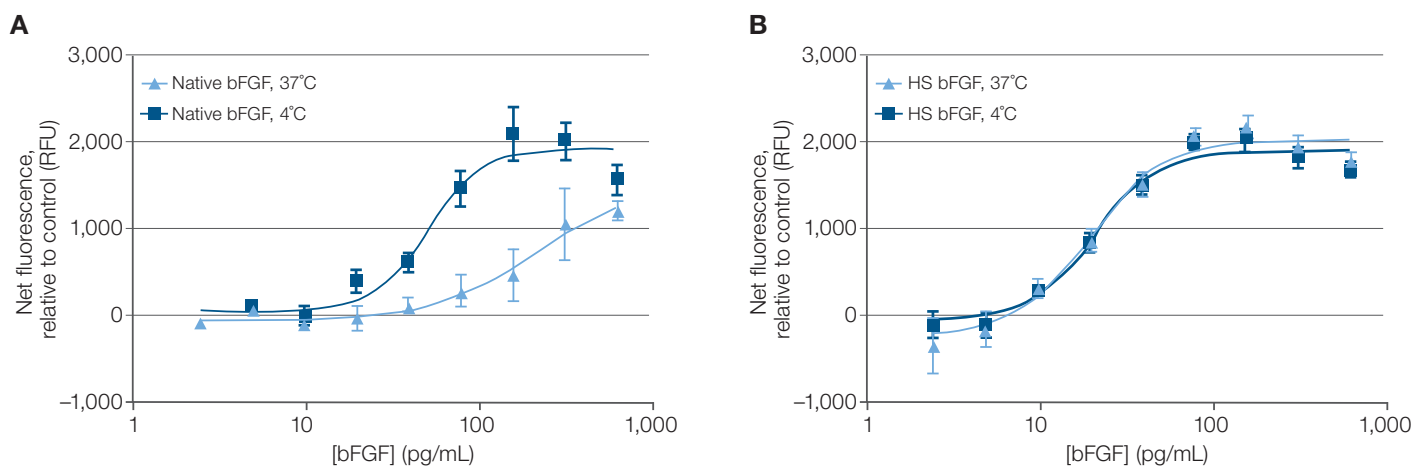 A
Net fluorescence,
relative to control (RFU)
3,000
2,000
1,000
0
–1,000
Native bFGF, 37˚C
Native bFGF, 4˚C
1
10
100
1,000
[bFGF] (pg/mL)
B
Net fluorescence,
relative to control (RFU)
3,000
2,000
1,000
0
–1,000
HS bFGF, 37˚C
HS bFGF, 4˚C
1
10
100
1,000
[bFGF] (pg/mL)